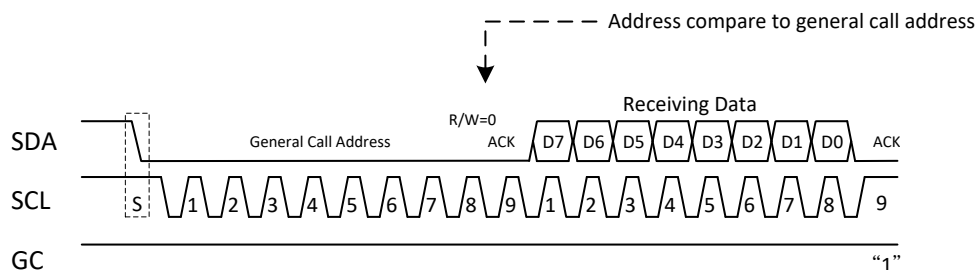 Address compare to general call address
Receiving Data
R/W=0
SDA General Call Address ACK D7 D6 D5 D4 D3 D2 D1 D0 ACK
SCL S 1 2 3 4 5 6 7 8 9 1 2 3 4 5 6 7 8 9
GC “1”